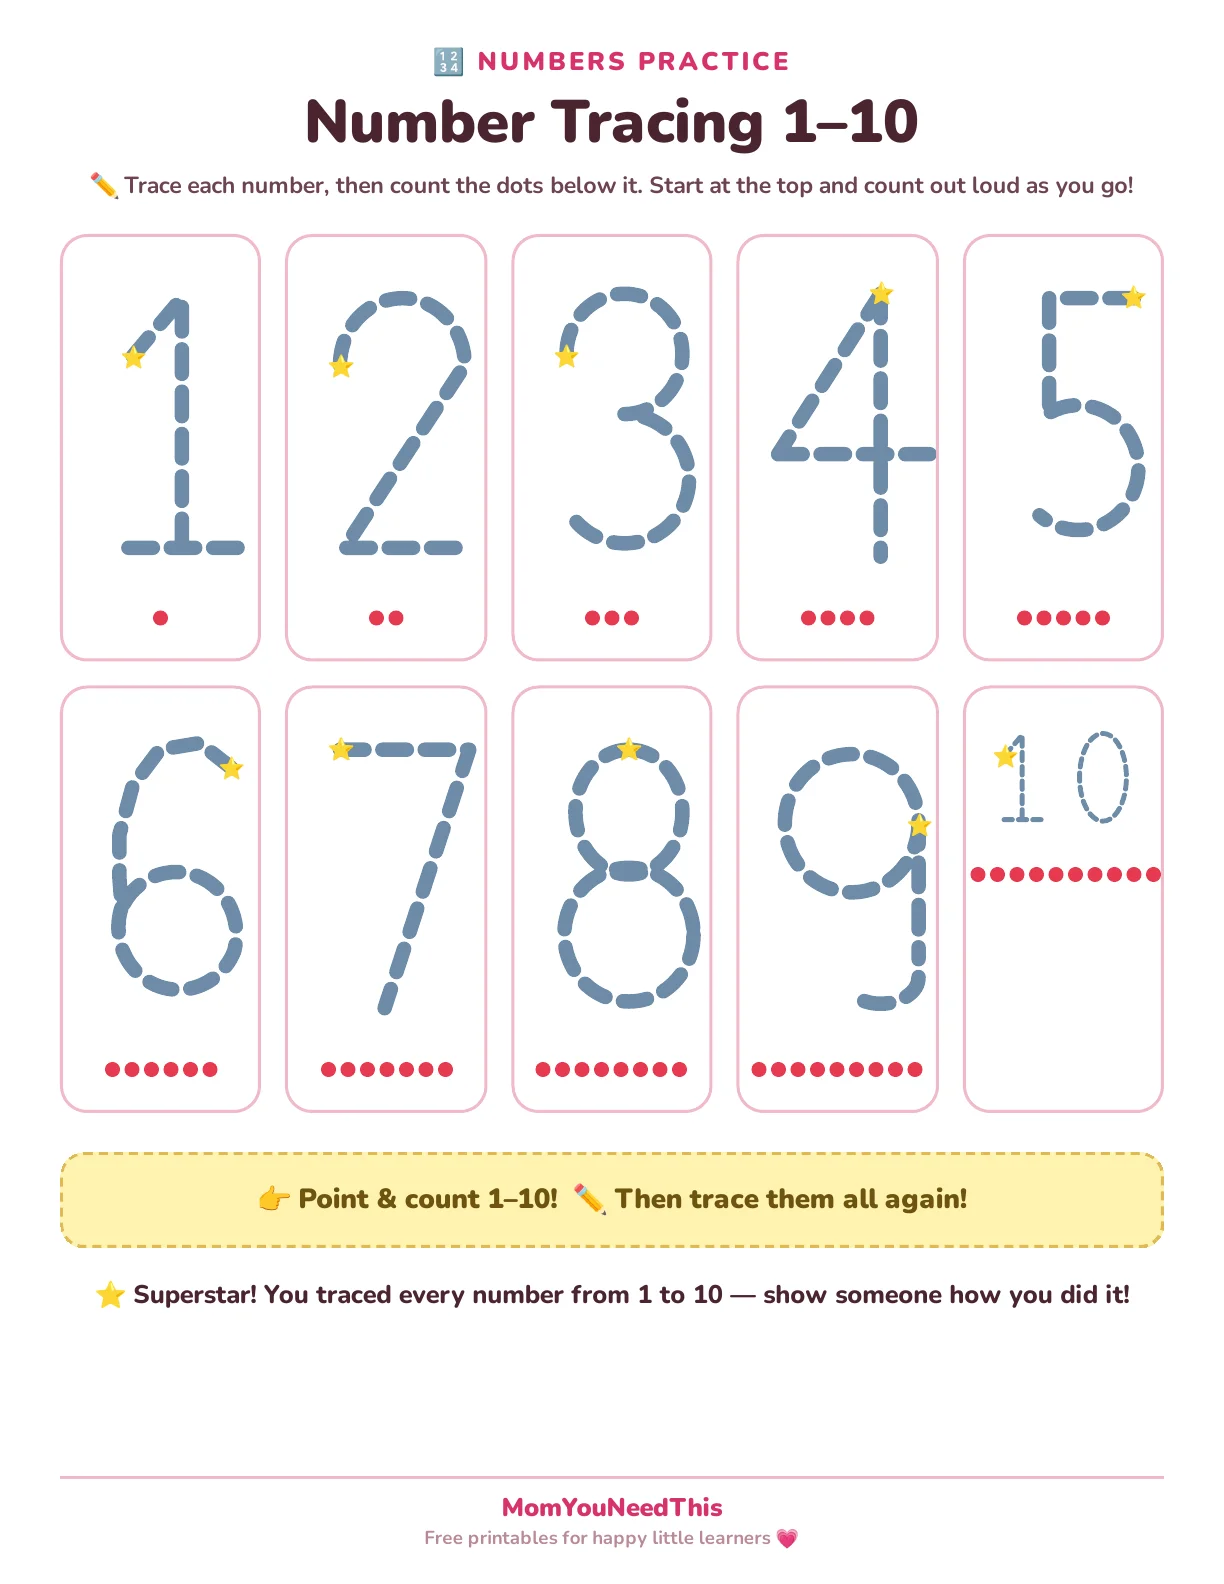 🔢 NUMBERS PRACTICE
Number Tracing 1–10
✏️ Trace each number, then count the dots below it. Start at the top and count out loud as you go!
1 2 3 4 5
6 7 8 9 10
👉 Point & count 1–10! ✏️ Then trace them all again!
⭐ Superstar! You traced every number from 1 to 10 — show someone how you did it!
MomYouNeedThis
Free printables for happy little learners 💗